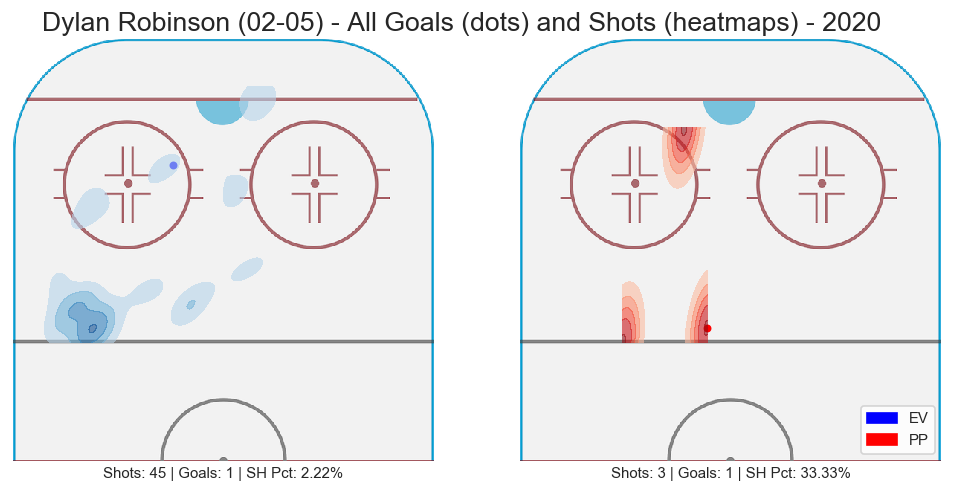 Dylan Robinson (02-05) - All Goals (dots) and Shots (heatmaps) - 2020
EV
PP
Shots: 45 | Goals: 1 | SH Pct: 2.22%
Shots: 3 | Goals: 1 | SH Pct: 33.33%